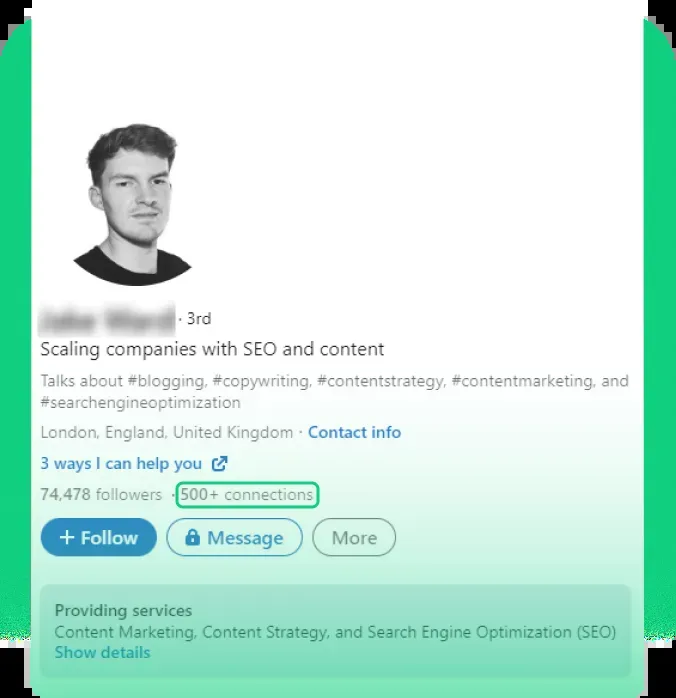 · 3rd
Scaling companies with SEO and content
Talks about #blogging, #copywriting, #contentstrategy, #contentmarketing, and
#searchengineoptimization
London, England, United Kingdom · Contact info
3 ways I can help you
74,478 followers · 500+ connections
+ Follow Message More
Providing services
Content Marketing, Content Strategy, and Search Engine Optimization (SEO)
Show details